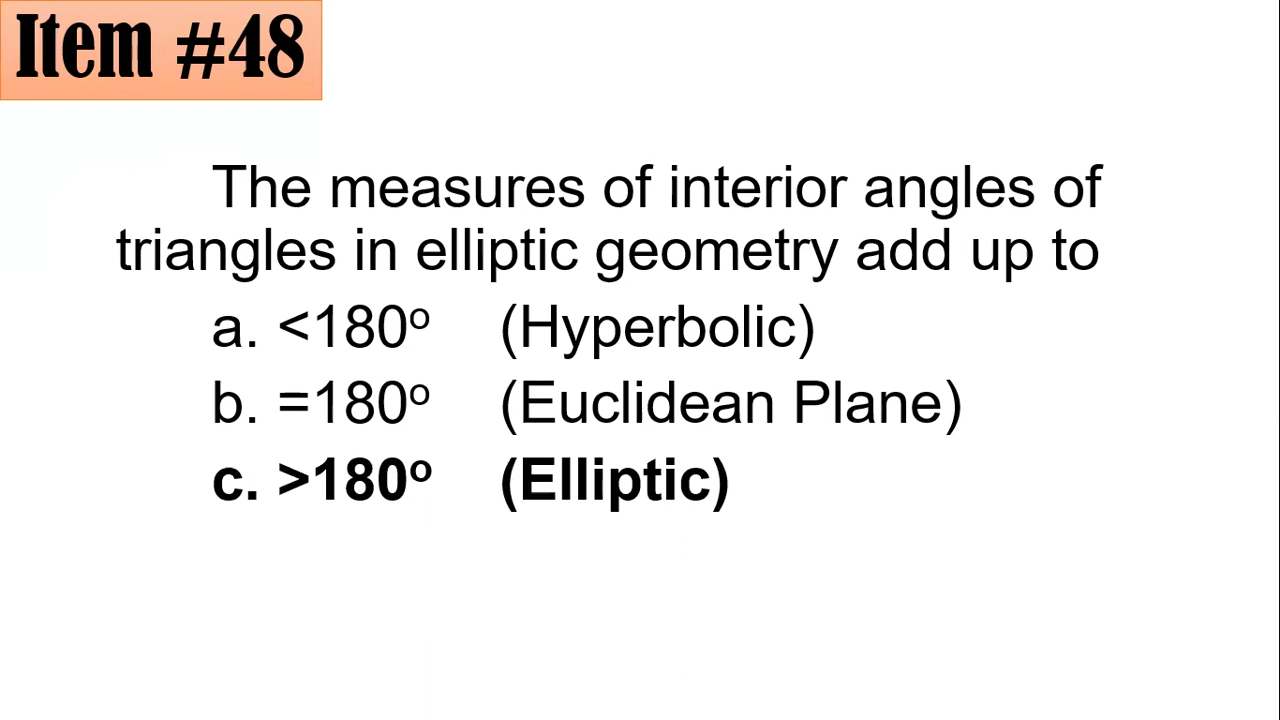 Item #48
The measures of interior angles of
triangles in elliptic geometry add up to
a. <180º (Hyperbolic)
b. =180º (Euclidean Plane)
c. >180º (Elliptic)